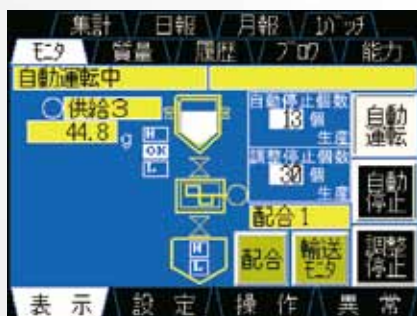 集計 日報 月報 1バッチ
モニタ 質量 履歴 フロワ 能力
自動運転中
供給3
44.8 g
H
OK
L
自動停止個数
13 個
生産
調整停止個数
30 個
生産
配合1
H
L
配合
輸送
モニタ
自動
運転
自動
停止
調整
停止
表示 設定 操作 異常